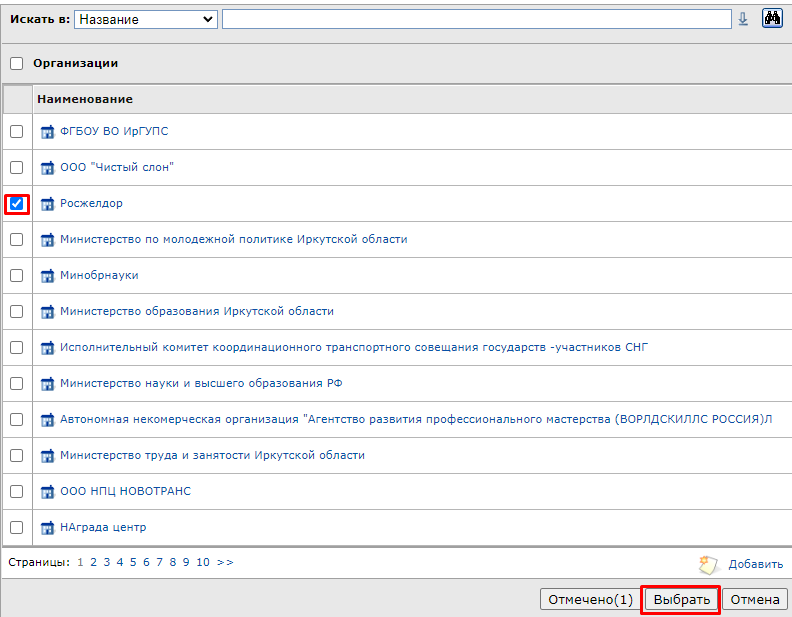 Искать в: Название
Организации
Наименование
ФГБОУ ВО ИрГУПС
ООО "Чистый слон"
Росжелдор
Министерство по молодежной политике Иркутской области
Минобрнауки
Министерство образования Иркутской области
Исполнительный комитет координационного транспортного совещания государств -участников СНГ
Министерство науки и высшего образования РФ
Автономная некомерческая организация "Агентство развития профессионального мастерства (ВОРЛДСКИЛЛС РОССИЯ)Л
Министерство труда и занятости Иркутской области
ООО НПЦ НОВОТРАНС
НАграда центр
Страницы: 1 2 3 4 5 6 7 8 9 10 >>
Добавить
Отмечено(1) Выбрать Отмена